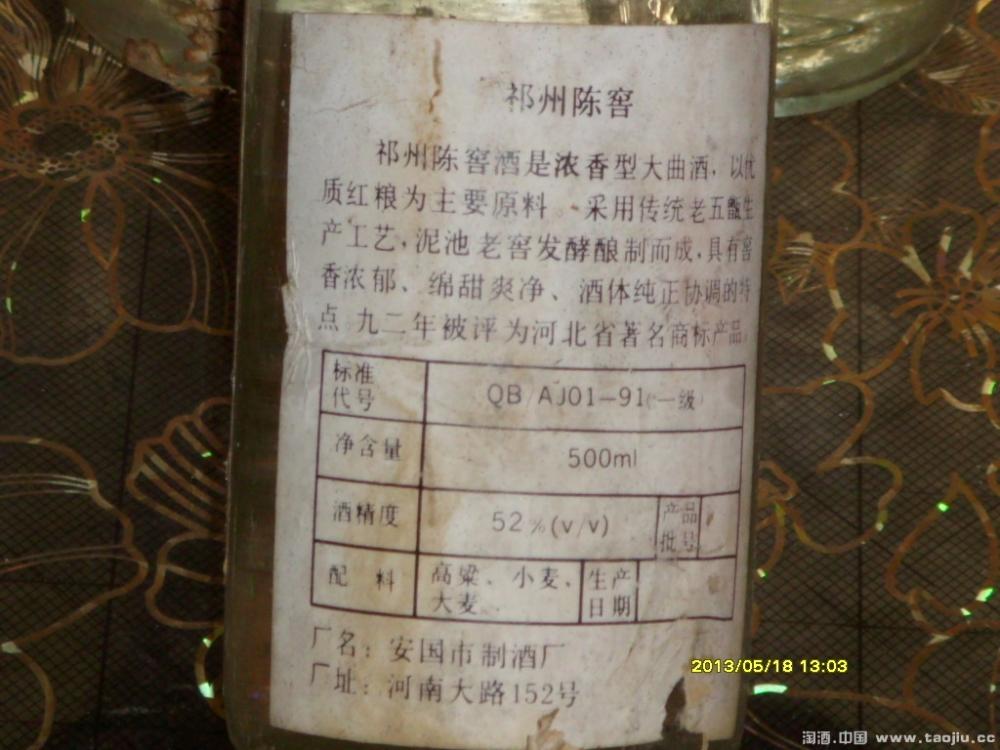 祁州陈窖
祁州陈窖酒是浓香型大曲酒，以优
质红粮为主要原料。采用传统老五甑生
产工艺，泥池老窖发酵酿制而成，具有窖
香浓郁、绵甜爽净、酒体纯正协调的特
点 九二年被评为河北省著名商标产品。
标准代号 QB/AJ01—91(一级)
净含量 500ml
酒精度 52%(v/v) 产品批号
配料 高粱、小麦、大麦 生产日期
厂名：安国市制酒厂
厂址：河南大路152号
2013/05/18 13:03
淘酒.中国 www.taojiu.cc